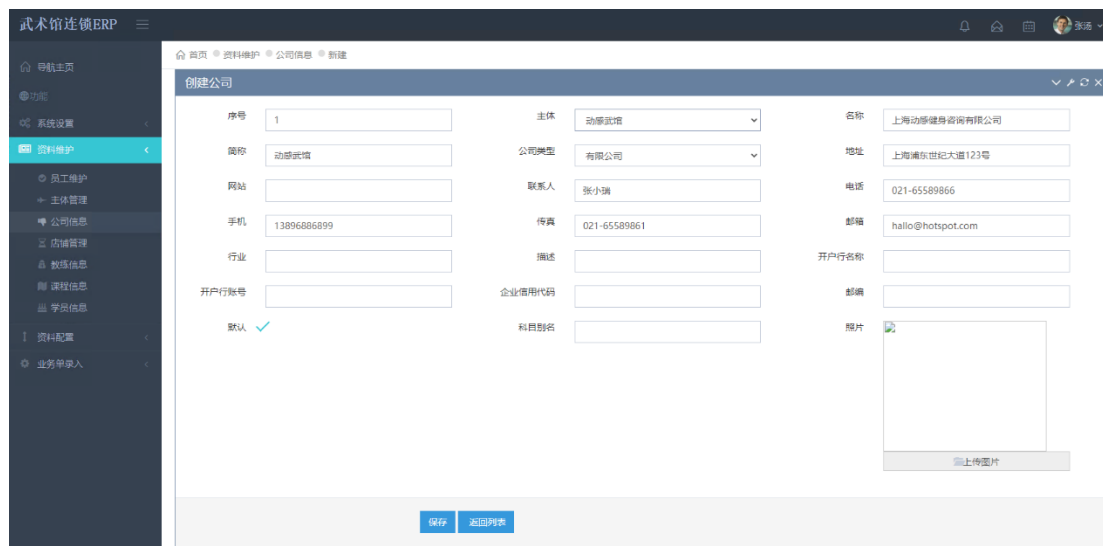 武术馆连锁ERP
张汤
首页 资料维护 公司信息 新建
导航主页
功能
系统设置
资料维护
员工维护
主体管理
公司信息
店铺管理
教练信息
课程信息
学员信息
资料配置
业务单录入
创建公司
序号 1 主体 动感武馆 名称 上海动感健身咨询有限公司
简称 动感武馆 公司类型 有限公司 地址 上海浦东世纪大道123号
网站 联系人 张小瑞 电话 021-65589866
手机 13896886899 传真 021-65589861 邮箱 hallo@hotspot.com
行业 描述 开户行名称
开户行账号 企业信用代码 邮编
默认 科目别名 照片
上传图片
保存 返回列表